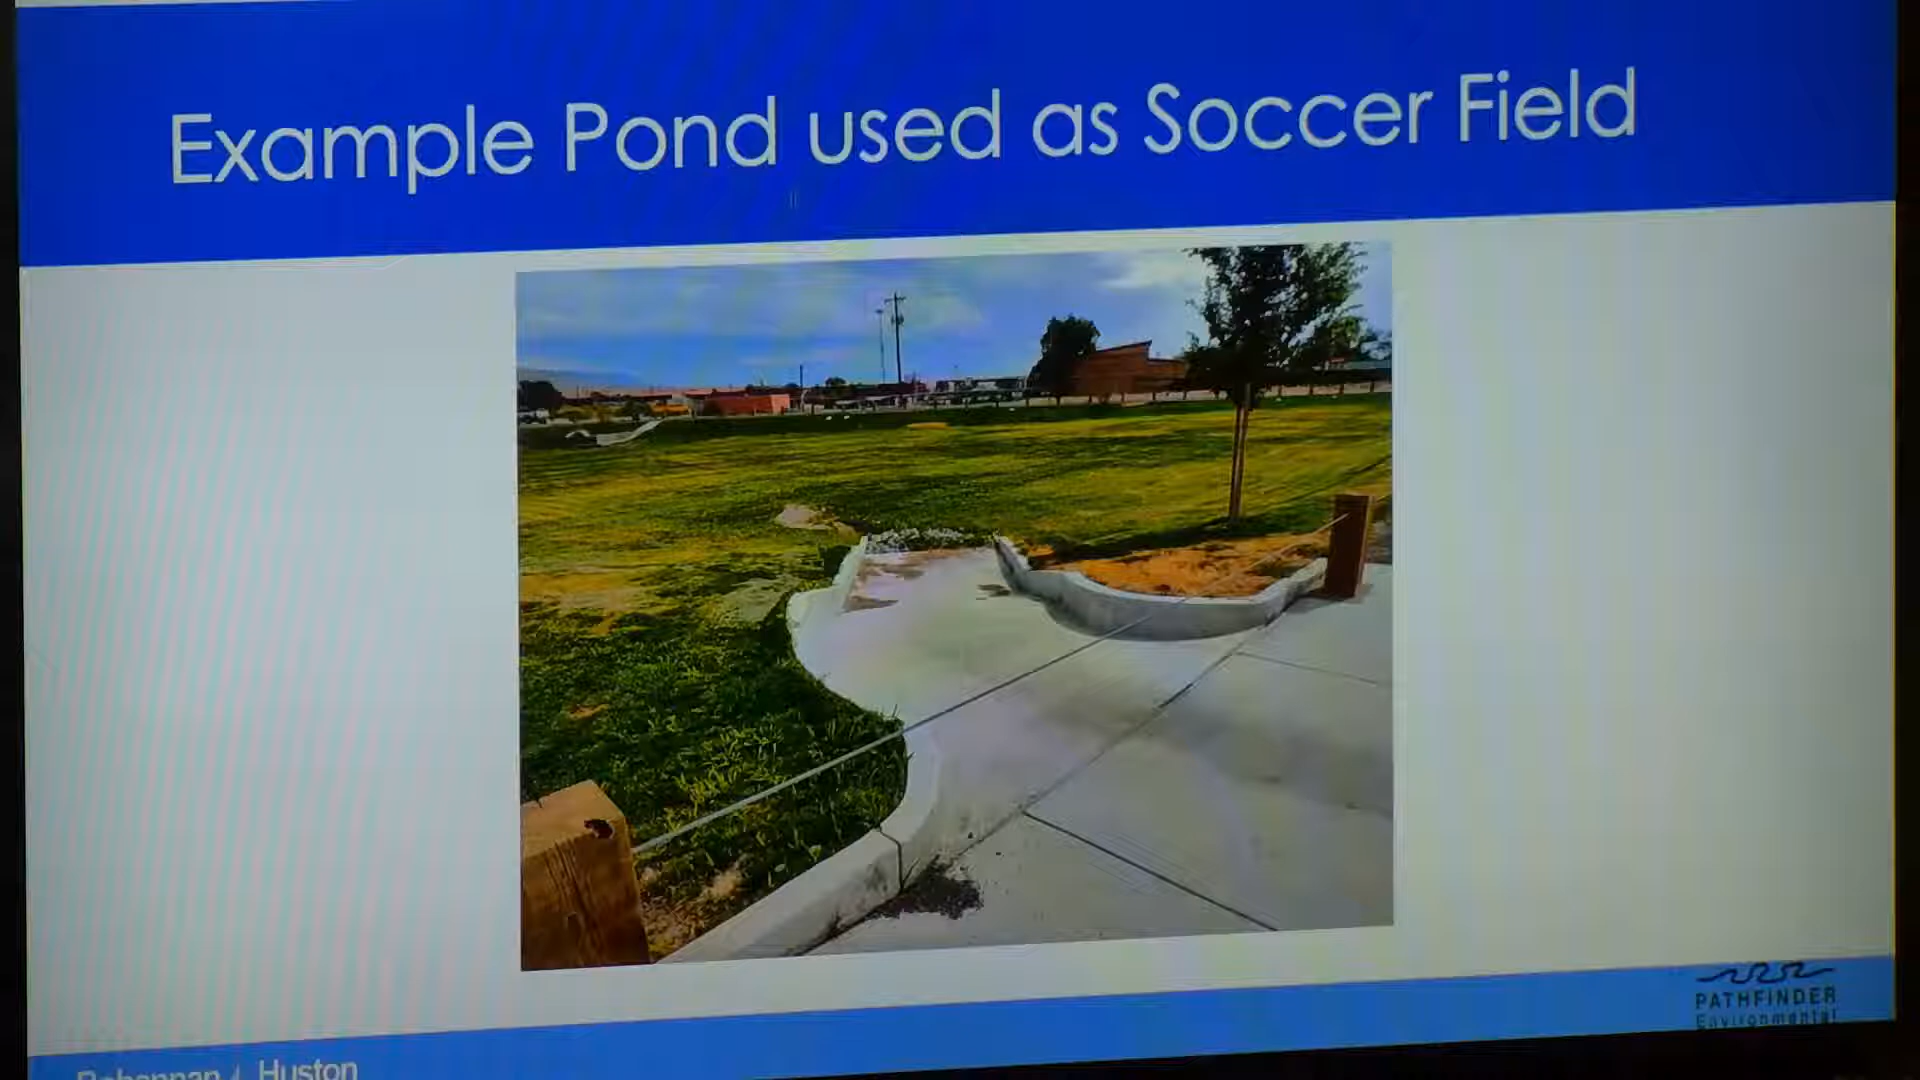 Example Pond used as Soccer Field
PATHFINDER
Environmental
Bohannan Huston